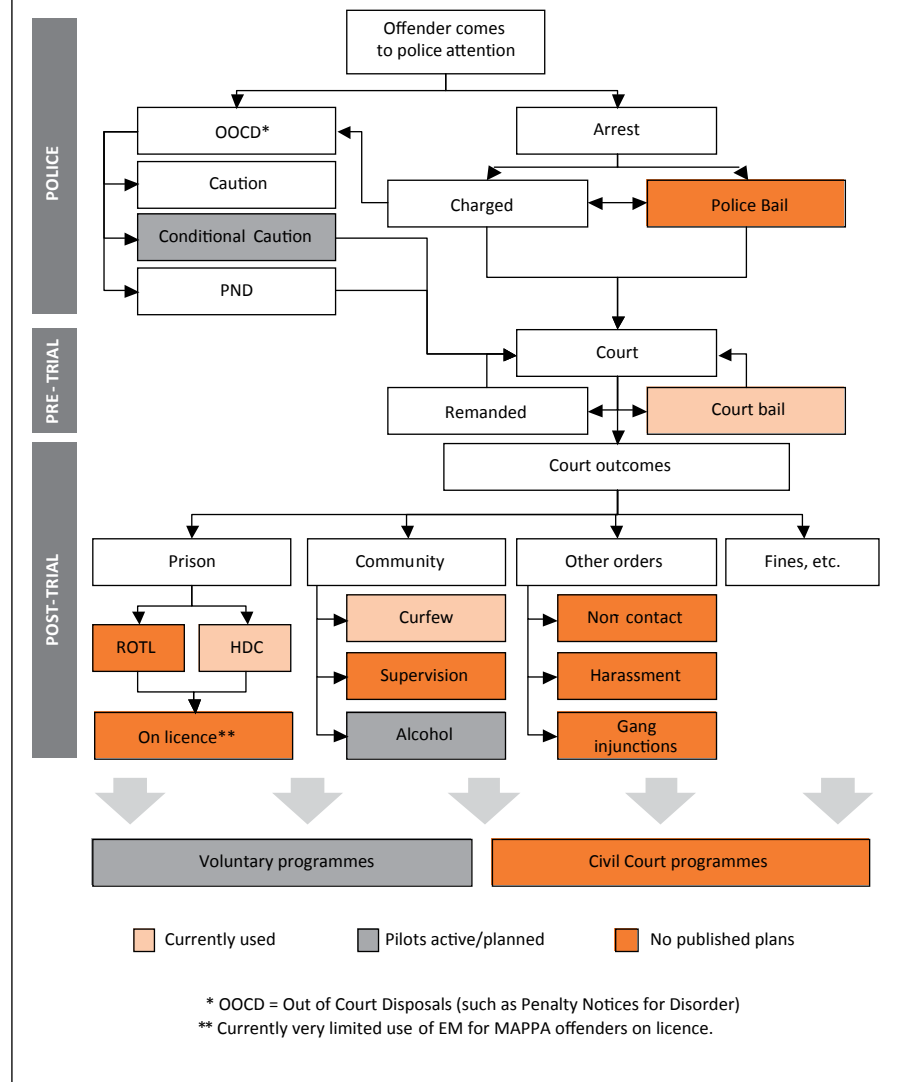 Offender comes
to police attention
POLICE
OOCD*
Arrest
Caution
Charged
Police Bail
Conditional Caution
PND
PRE - TRIAL
Court
Remanded
Court bail
POST-TRIAL
Court outcomes
Prison
Community
Other orders
Fines, etc.
Curfew
Non contact
ROTL
HDC
Supervision
Harassment
On licence**
Alcohol
Gang
injunctions
Voluntary programmes
Civil Court programmes
Currently used
Pilots active/planned
No published plans
* OOCD = Out of Court Disposals (such as Penalty Notices for Disorder)
** Currently very limited use of EM for MAPPA offenders on licence.